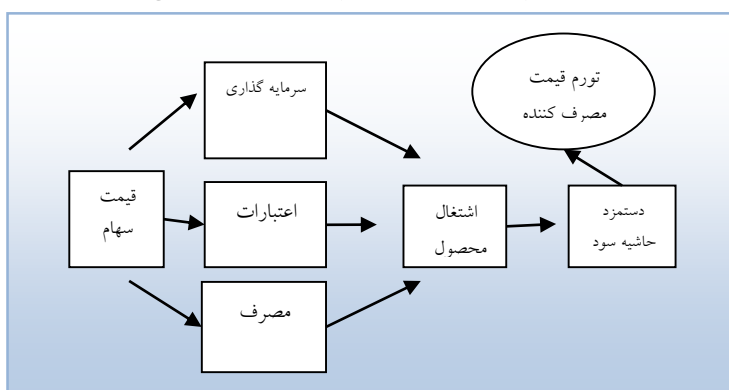 قیمت
سهام
سرمایه گذاری
اعتبارات
مصرف
اشتغال
محصول
دستمزد
حاشیه سود
تورم قیمت
مصرف کننده